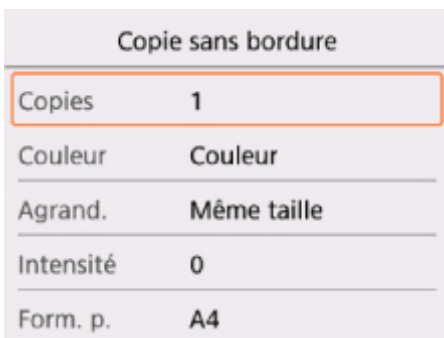 Copie sans bordure
Copies 1
Couleur Couleur
Agrand. Même taille
Intensité 0
Form. p. A4